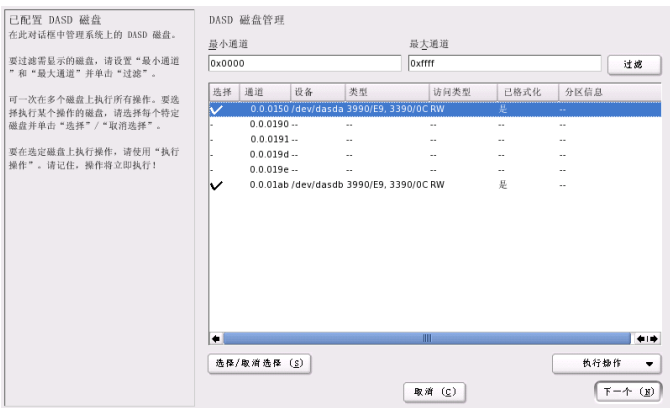 已配置 DASD 磁盘
在此对话框中管理系统上的 DASD 磁盘。
要过滤需显示的磁盘，请设置“最小通道
”和“最大通道”并单击“过滤”。
可一次在多个磁盘上执行所有操作。要选
择执行某个操作的磁盘，请选择每个特定
磁盘并单击“选择”/“取消选择”。
要在选定磁盘上执行操作，请使用“执行
操作”。请记住，操作将立即执行！
DASD 磁盘管理
最小通道 最大通道
0x0000 0xffff 过滤
选择 通道 设备 类型 访问类型 已格式化 分区信息
0.0.0150 /dev/dasda 3990/E9, 3390/0C RW 是 --
- 0.0.0190 -- -- -- -- --
- 0.0.0191 -- -- -- -- --
- 0.0.019d -- -- -- -- --
- 0.0.019e -- -- -- -- --
0.0.01ab /dev/dasdb 3990/E9, 3390/0C RW 是 --
选择/取消选择 (S) 执行操作
取消 (C) 下一个 (N)